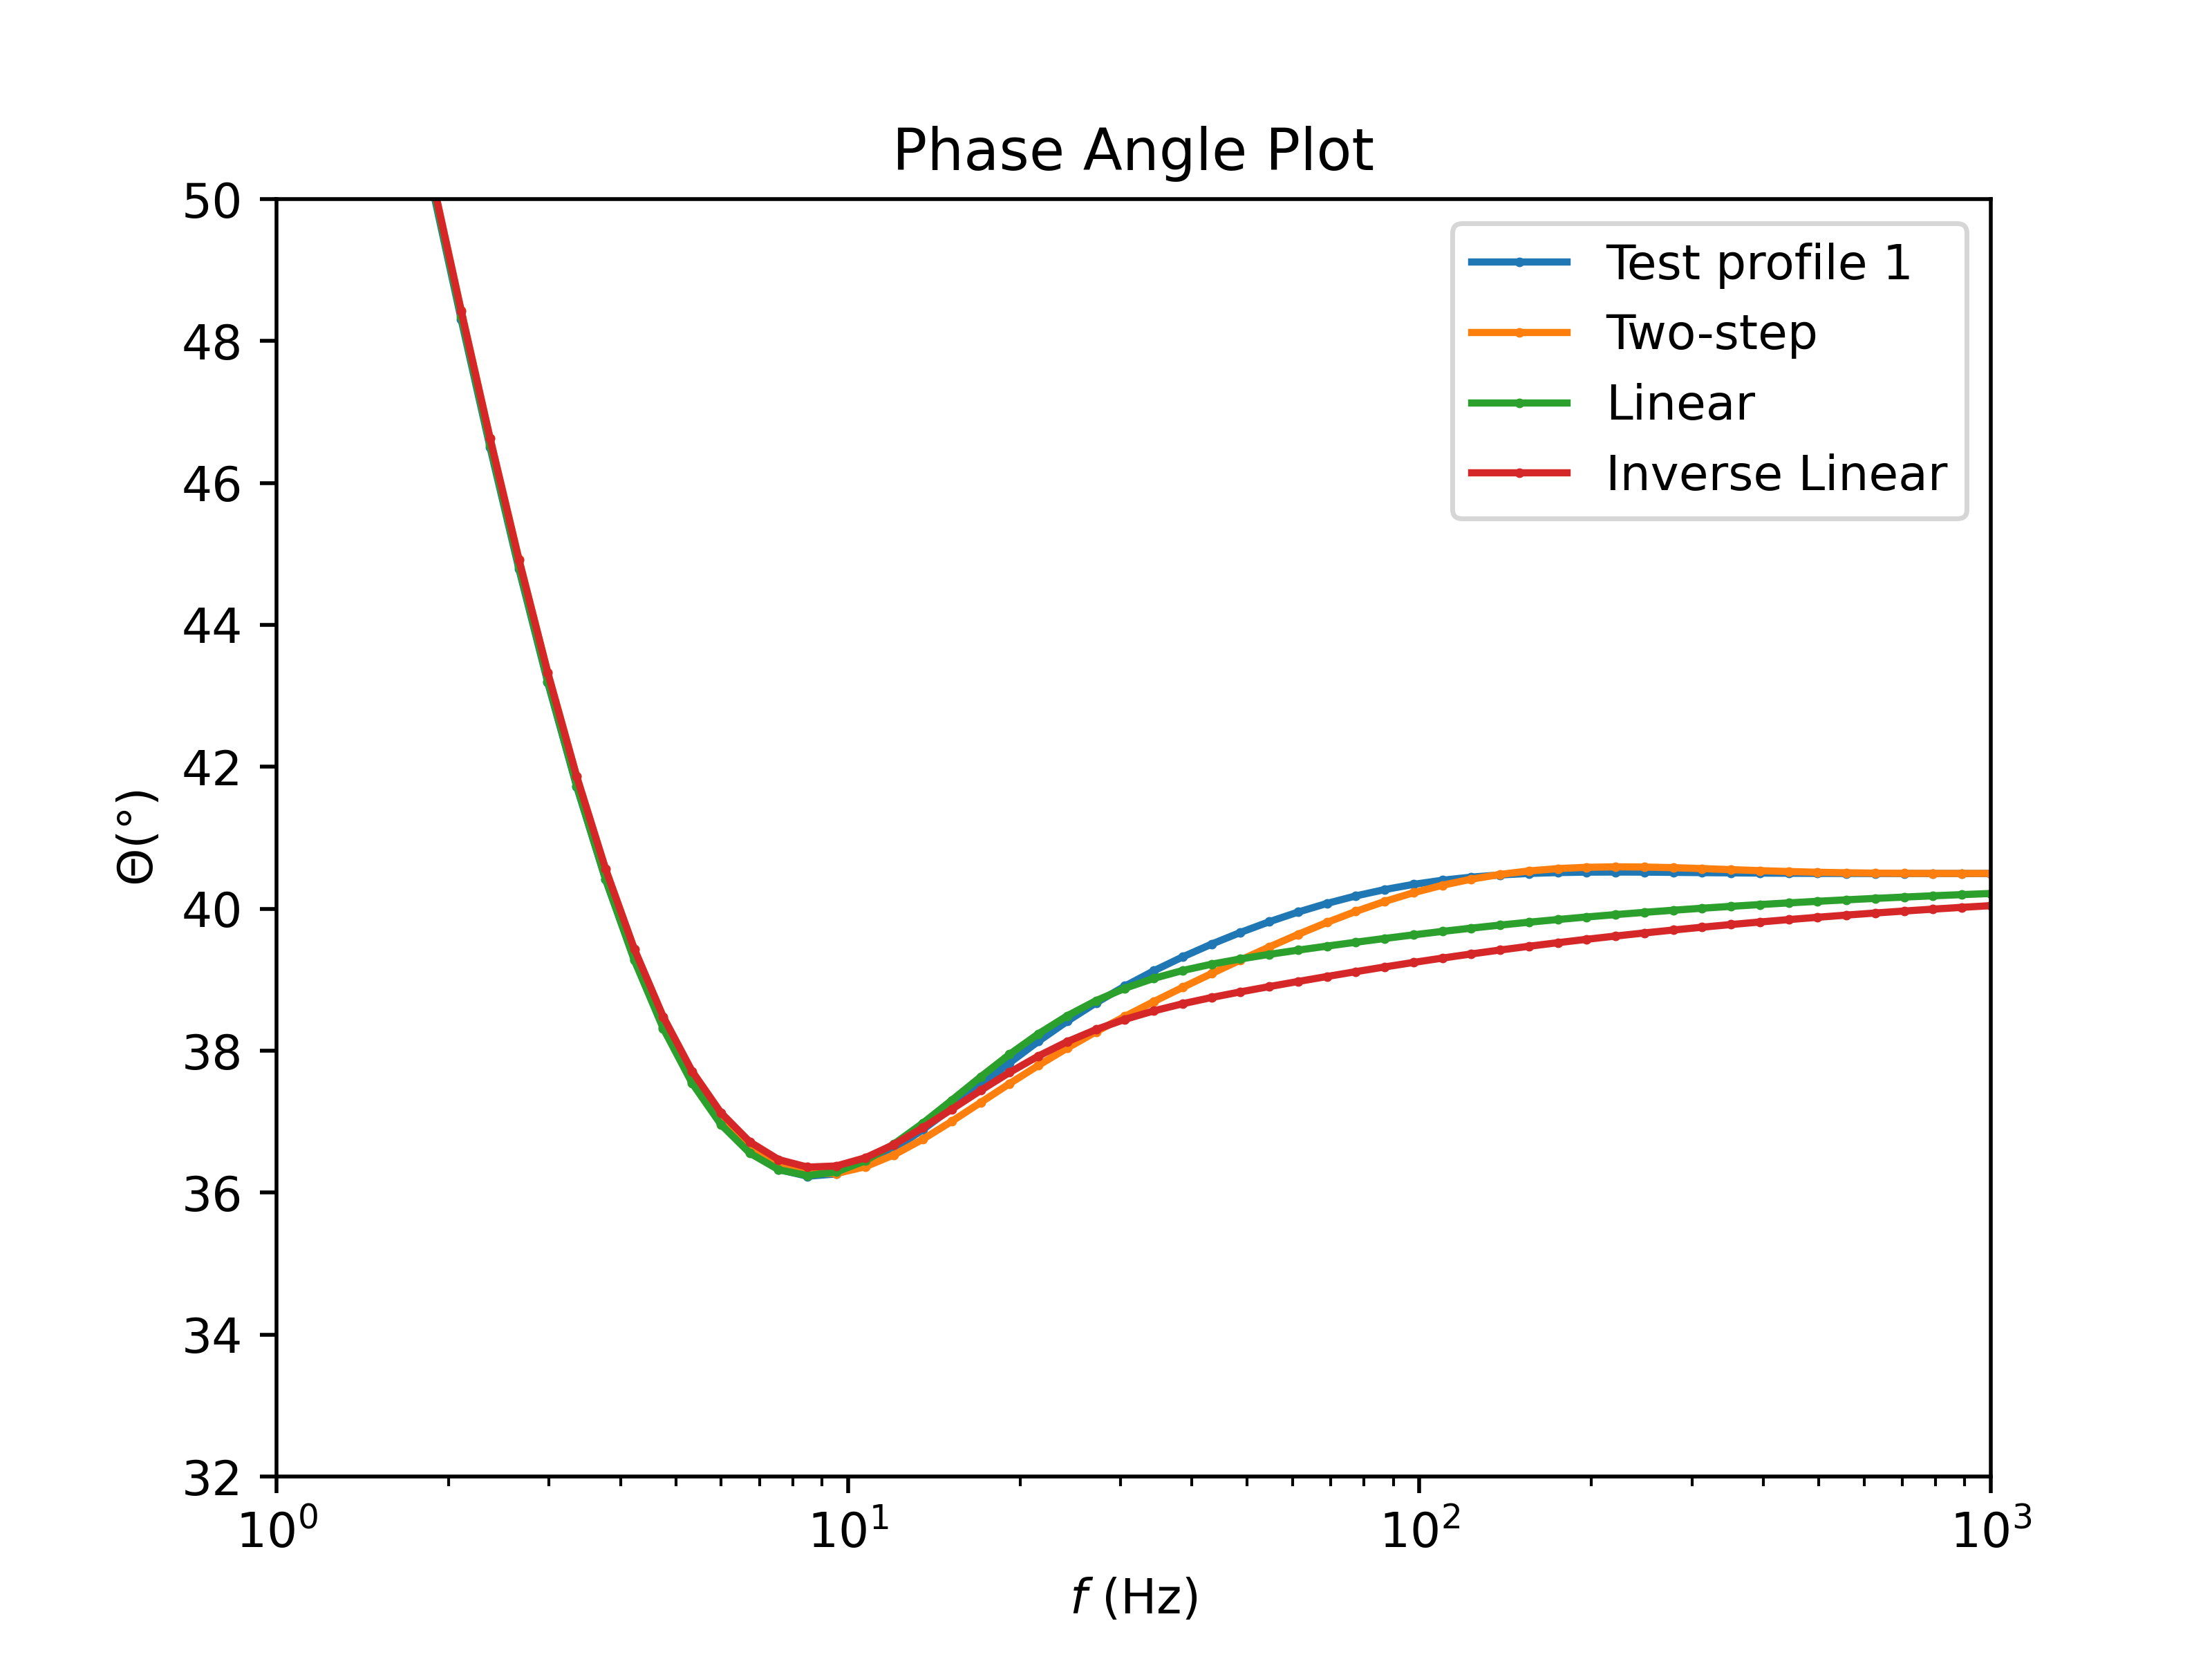 Phase Angle Plot
50
48
46
44
42
40
38
36
34
32
Θ(°)
Test profile 1
Two-step
Linear
Inverse Linear
10⁰ 10¹ 10² 10³
f (Hz)